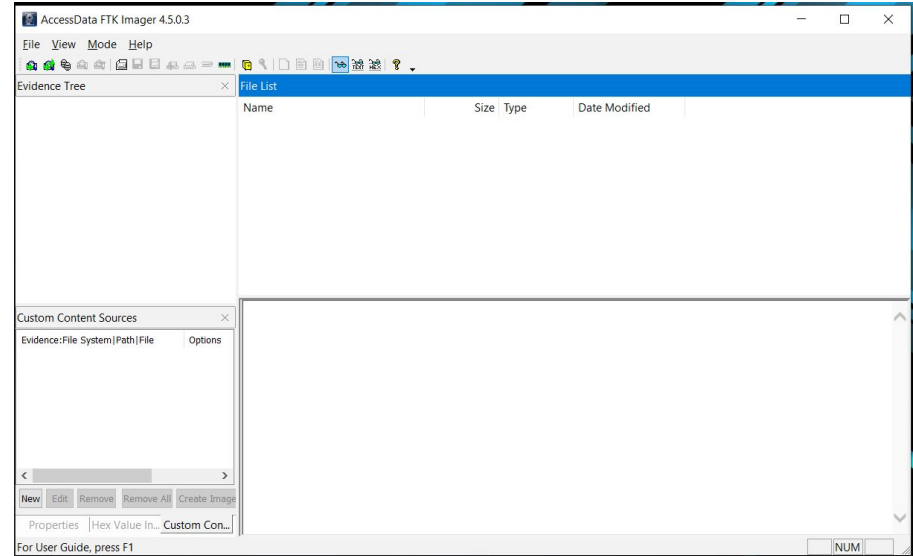 AccessData FTK Imager 4.5.0.3
File View Mode Help
Evidence Tree
File List
Name Size Type Date Modified
Custom Content Sources
Evidence:File System|Path|File Options
New Edit Remove Remove All Create Image
Properties Hex Value In... Custom Con...
For User Guide, press F1
NUM